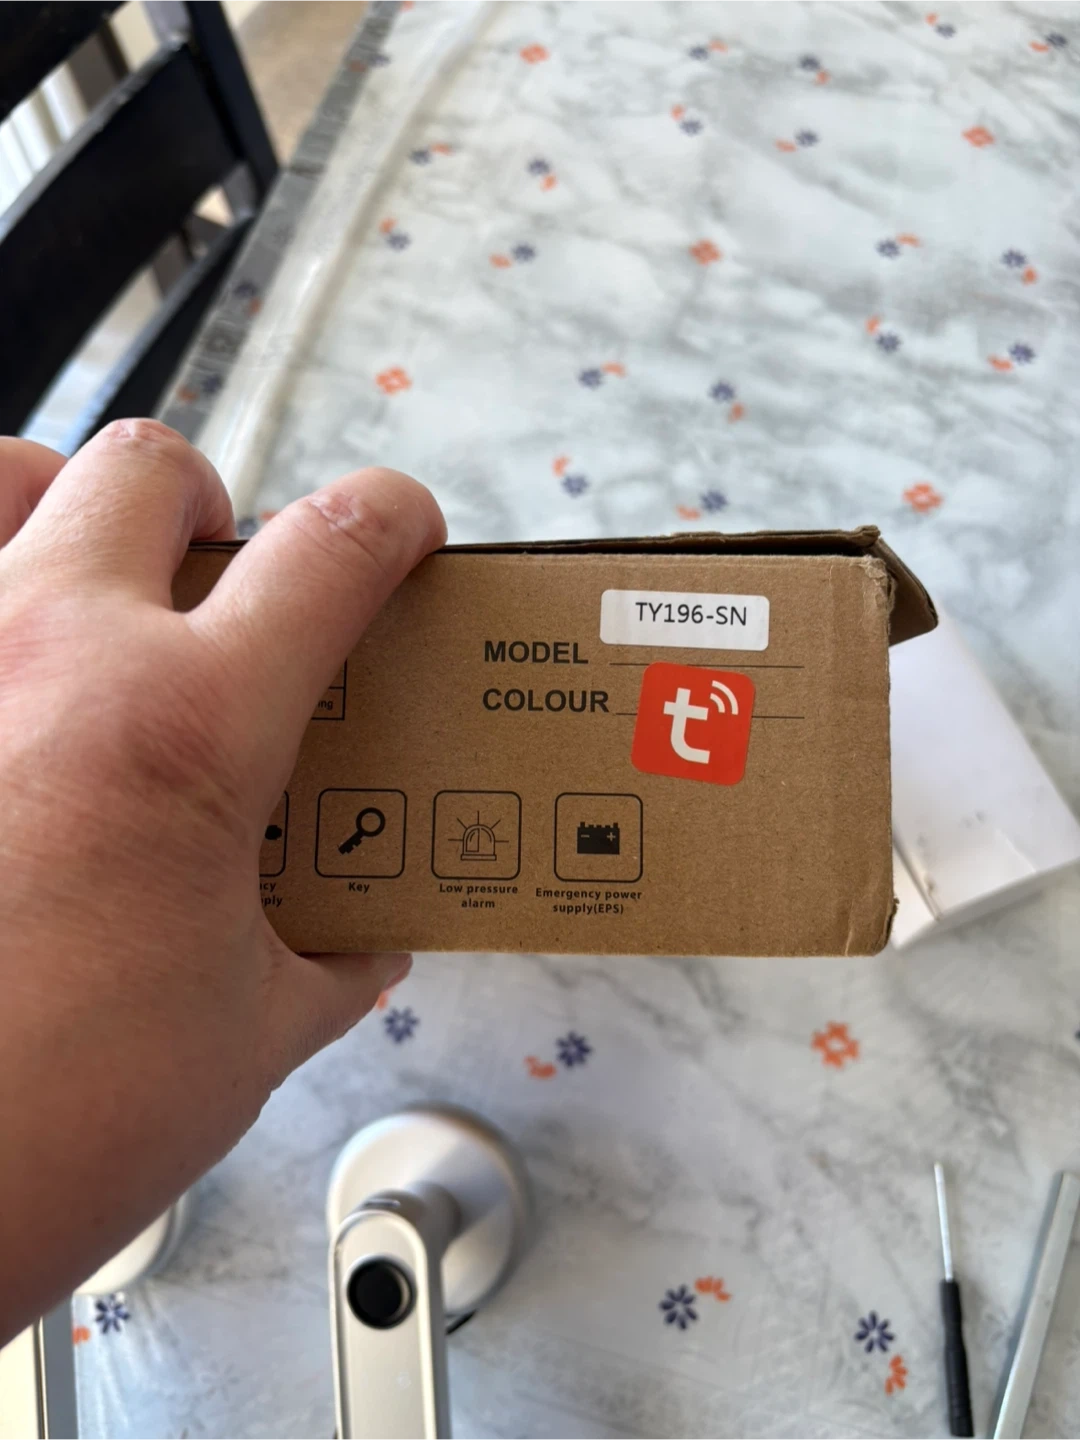 TY196-SN
MODEL
COLOUR
t
Key
Low pressure
alarm
Emergency power
supply(EPS)